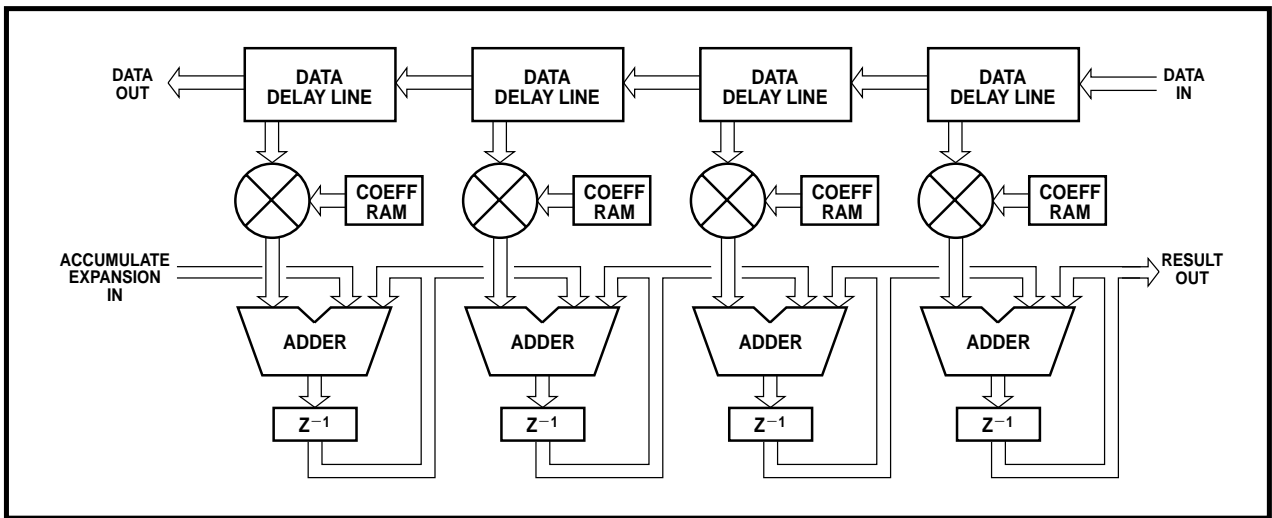 DATA
OUT
DATA
DELAY LINE
DATA
DELAY LINE
DATA
DELAY LINE
DATA
DELAY LINE
DATA
IN
COEFF
RAM
COEFF
RAM
COEFF
RAM
COEFF
RAM
ACCUMULATE
EXPANSION
IN
RESULT
OUT
ADDER
ADDER
ADDER
ADDER
Z⁻¹
Z⁻¹
Z⁻¹
Z⁻¹